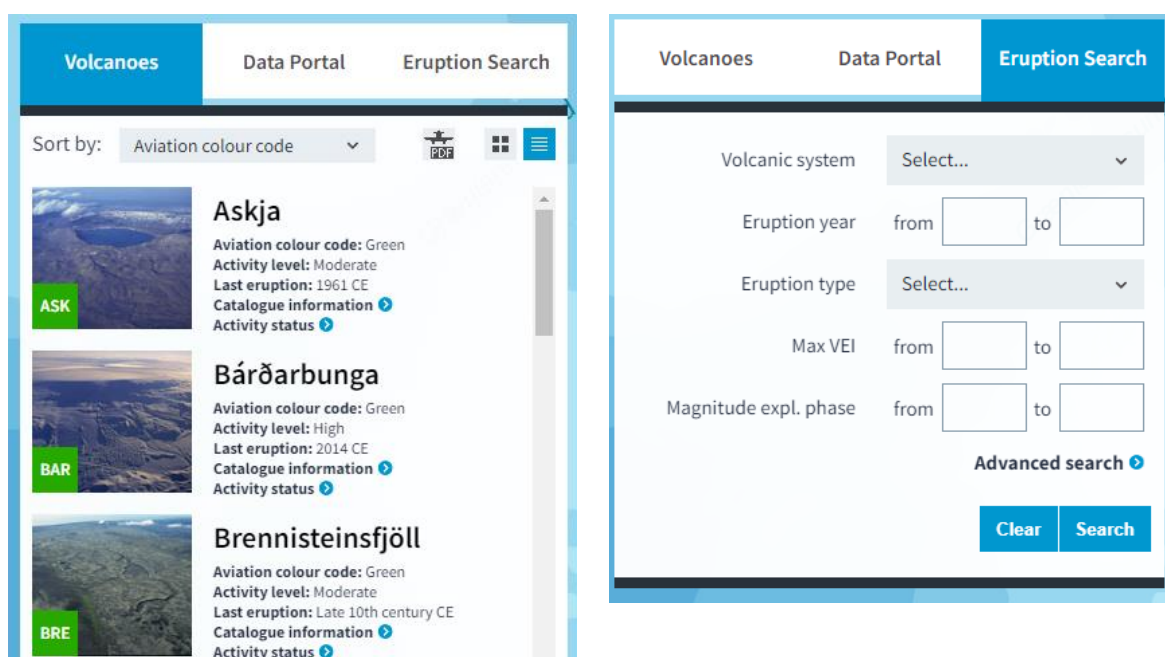 Volcanoes Data Portal Eruption Search
Sort by: Aviation colour code PDF
Askja
Aviation colour code: Green
Activity level: Moderate
Last eruption: 1961 CE
Catalogue information
Activity status
ASK
Bárðarbunga
Aviation colour code: Green
Activity level: High
Last eruption: 2014 CE
Catalogue information
Activity status
BAR
Brennisteinsfjöll
Aviation colour code: Green
Activity level: Moderate
Last eruption: Late 10th century CE
Catalogue information
Activity status
BRE
Volcanoes Data Portal Eruption Search
Volcanic system Select...
Eruption year from to
Eruption type Select...
Max VEI from to
Magnitude expl. phase from to
Advanced search
Clear Search